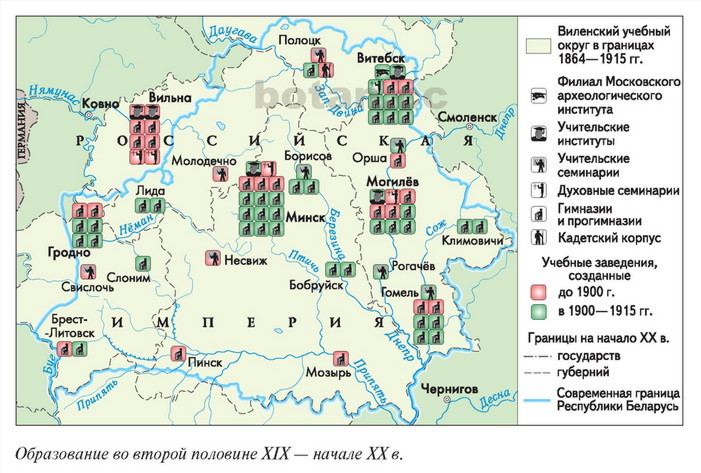 Даугава
Полоцк
Витебск
Зап. Двина
botanic
Нямунас
Ковно
Вильна
ГЕРМАНИЯ
РОССИЙСКАЯ
Смоленск
Днепр
Молодечно
Борисов
Орша
Лида
Минск
Могилёв
Нёман
Березина
Сож
Климовичи
Гродно
Свислочь
Слоним
Несвиж
Птичь
Бобруйск
Рогачёв
Гомель
Брест-
-Литовск
ИМПЕРИЯ
Днепр
Буг
Пинск
Мозырь
Припять
Припять
Чернигов
Десна
Виленский учебный
округ в границах
1864—1915 гг.
Филиал Московского
археологического
института
Учительские
институты
Учительские
семинарии
Духовные семинарии
Гимназии
и прогимназии
Кадетский корпус
Учебные заведения,
созданные
до 1900 г.
в 1900—1915 гг.
Границы на начало XX в.
государств
губерний
Современная граница
Республики Беларусь
Образование во второй половине XIX — начале XX в.